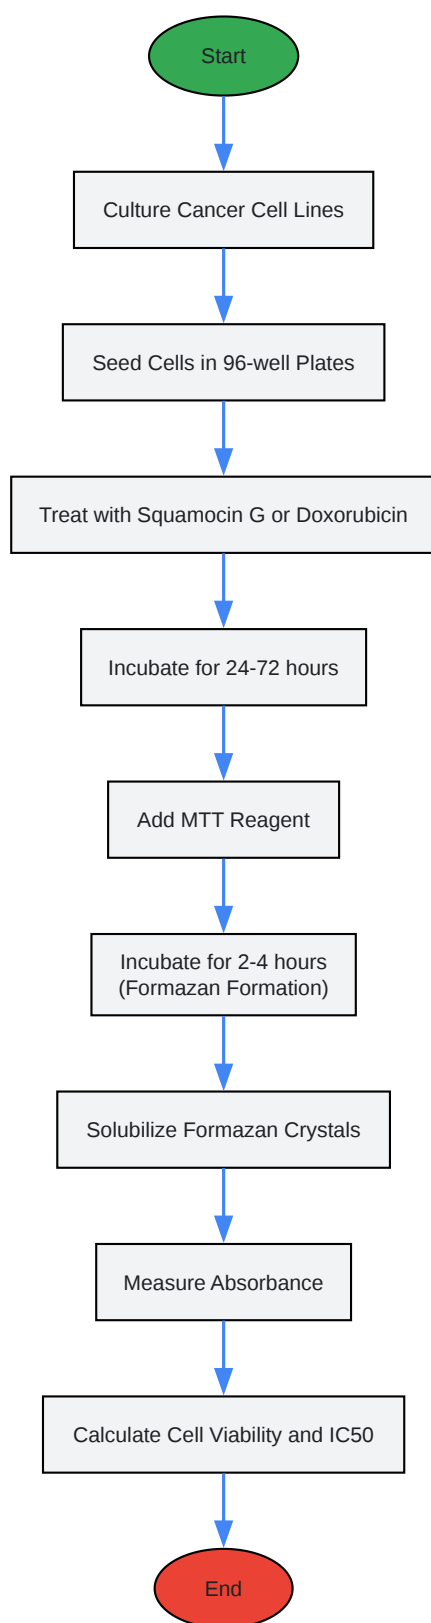 Start
Culture Cancer Cell Lines
Seed Cells in 96-well Plates
Treat with Squamocin G or Doxorubicin
Incubate for 24-72 hours
Add MTT Reagent
Incubate for 2-4 hours
(Formazan Formation)
Solubilize Formazan Crystals
Measure Absorbance
Calculate Cell Viability and IC50
End